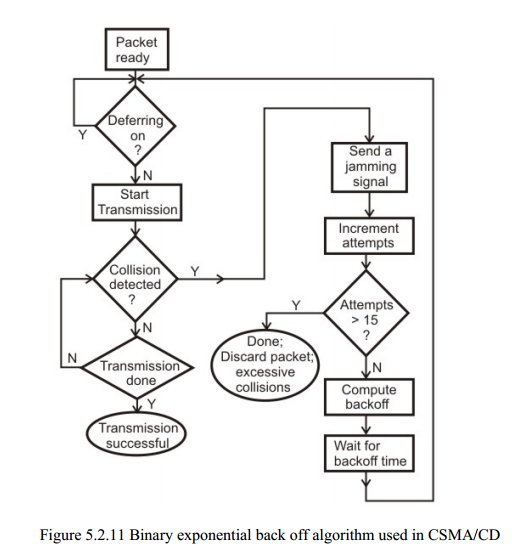 Packet
ready
Y
Deferring
on
?
N
Start
Transmission
Collision
detected
?
Y
N
N
Transmission
done
Y
Transmission
successful
Send a
jamming
signal
Increment
attempts
Attempts
> 15
?
Y
N
Done;
Discard packet;
excessive
collisions
Compute
backoff
Wait for
backoff time
Figure 5.2.11 Binary exponential back off algorithm used in CSMA/CD